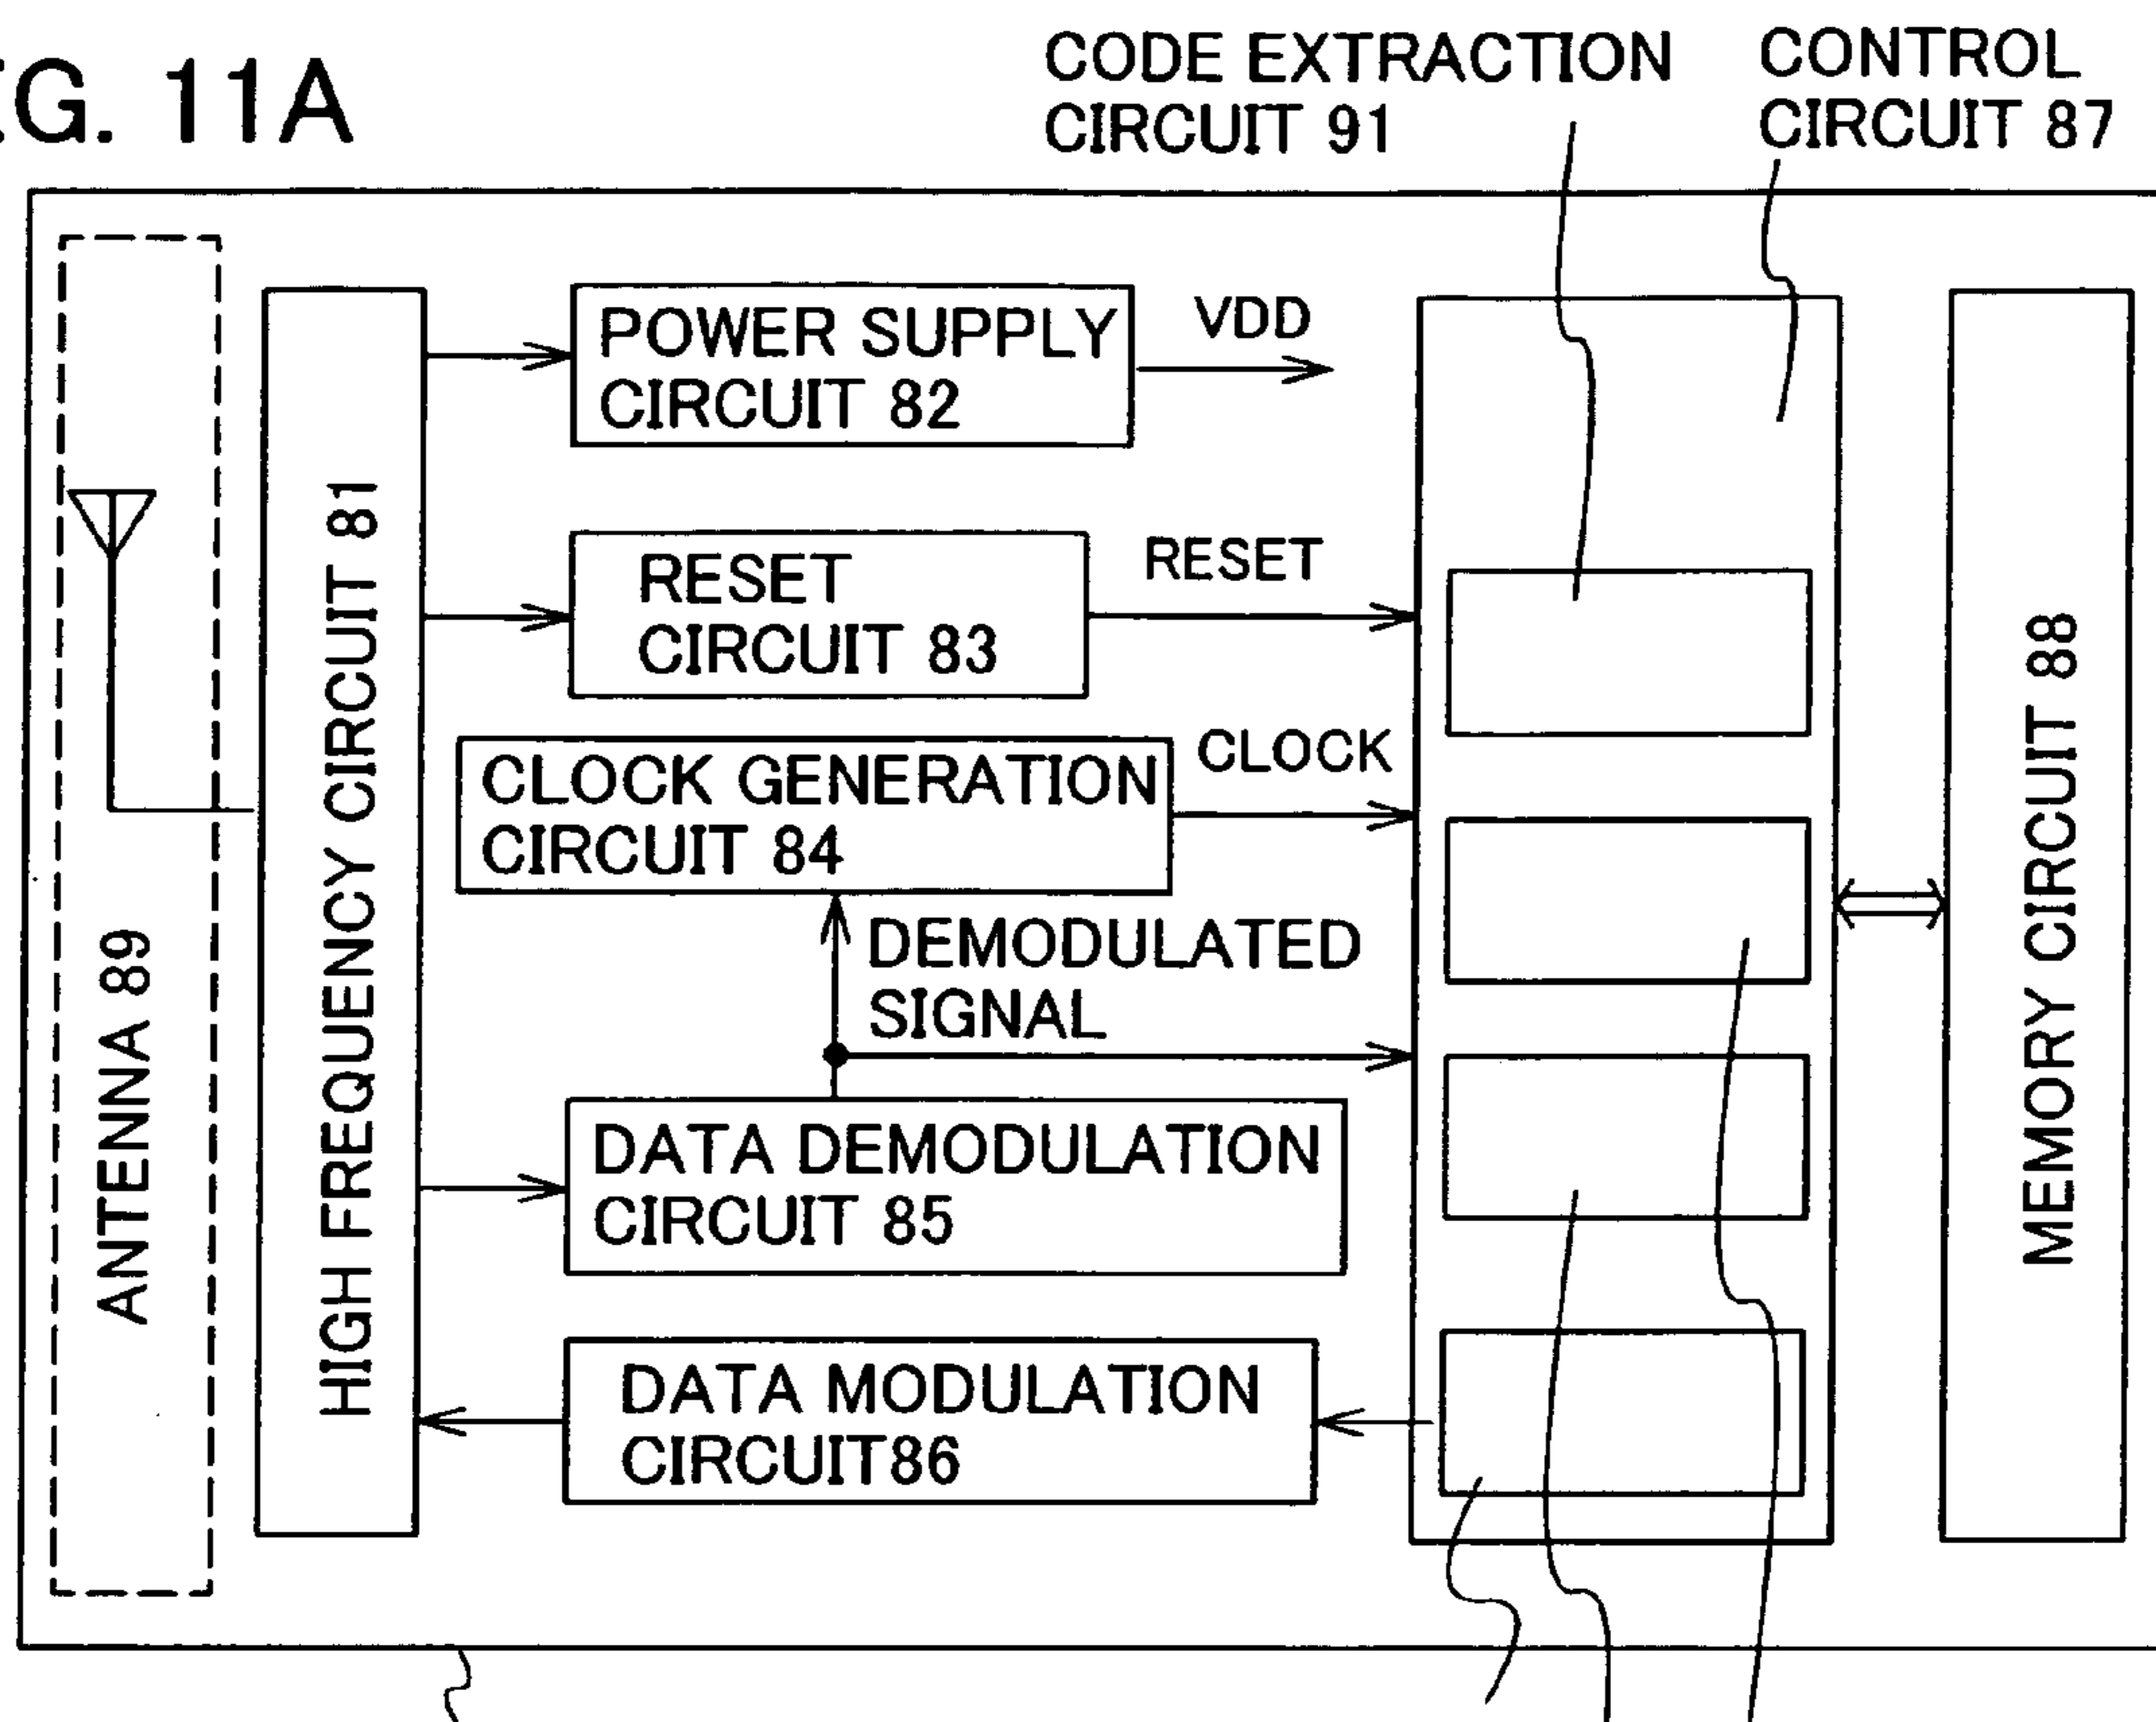 G. 11A
CODE EXTRACTION
CIRCUIT 91
CONTROL
CIRCUIT 87
ANTENNA 89
HIGH FREQUENCY CIRCUIT 81
POWER SUPPLY
CIRCUIT 82
VDD
RESET
CIRCUIT 83
RESET
CLOCK GENERATION
CIRCUIT 84
CLOCK
DEMODULATED
SIGNAL
DATA DEMODULATION
CIRCUIT 85
DATA MODULATION
CIRCUIT86
MEMORY CIRCUIT 88